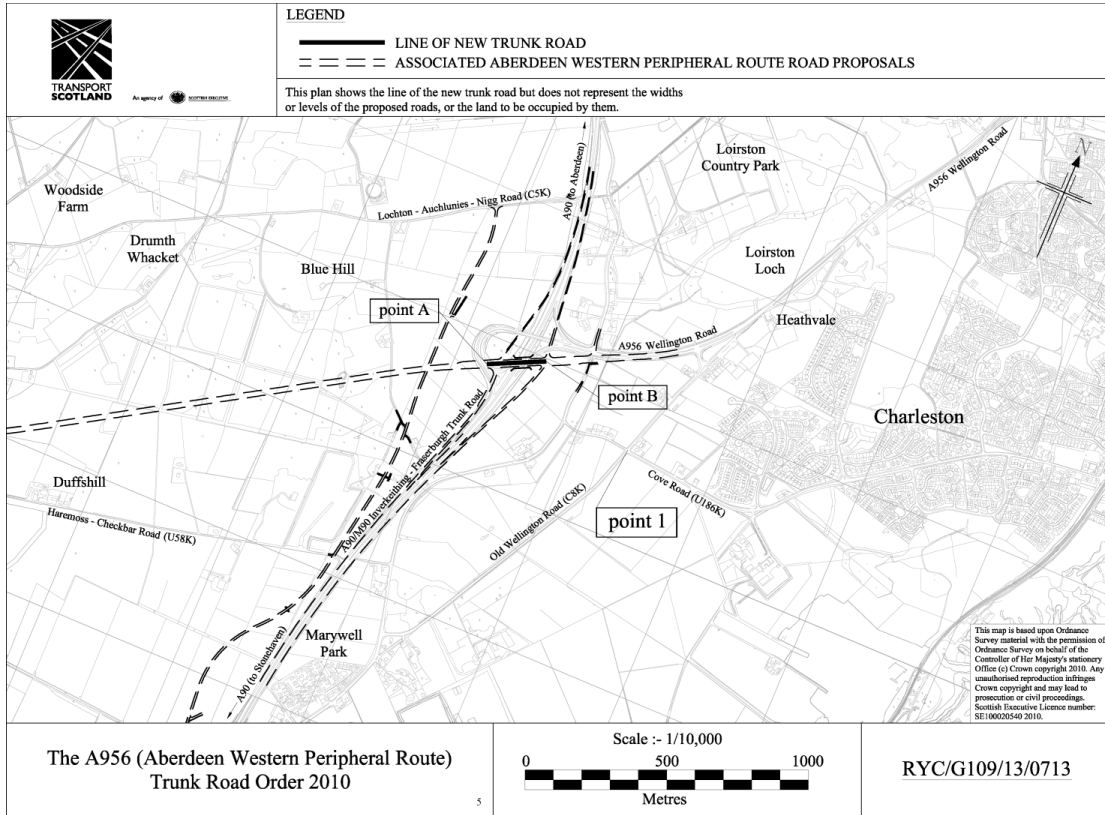 TRANSPORT
SCOTLAND
An agency of
SCOTTISH EXECUTIVE
LEGEND
LINE OF NEW TRUNK ROAD
ASSOCIATED ABERDEEN WESTERN PERIPHERAL ROUTE ROAD PROPOSALS
This plan shows the line of the new trunk road but does not represent the widths
or levels of the proposed roads, or the land to be occupied by them.
Woodside
Farm
Drumth
Whacket
Blue Hill
Lochton - Auchlunies - Nigg Road (C5K)
A90 (to Aberdeen)
Loirston
Country Park
A956 Wellington Road
N
Loirston
Loch
Heathvale
point A
A956 Wellington Road
point B
Charleston
A90/M90 Inverkeithing - Fraserburgh Trunk Road
Duffshill
Haremoss - Checkbar Road (U58K)
Old Wellington Road (C8K)
Cove Road (U186K)
point 1
Marywell
Park
A90 (to Stonehaven)
This map is based upon Ordnance
Survey material with the permission of
Ordnance Survey on behalf of the
Controller of Her Majesty's stationery
Office (c) Crown copyright 2010. Any
unauthorised reproduction infringes
Crown copyright and may lead to
prosecution or civil proceedings.
Scottish Executive Licence number:
SE100020540 2010.
The A956 (Aberdeen Western Peripheral Route)
Trunk Road Order 2010
5
Scale :- 1/10,000
0 500 1000
Metres
RYC/G109/13/0713